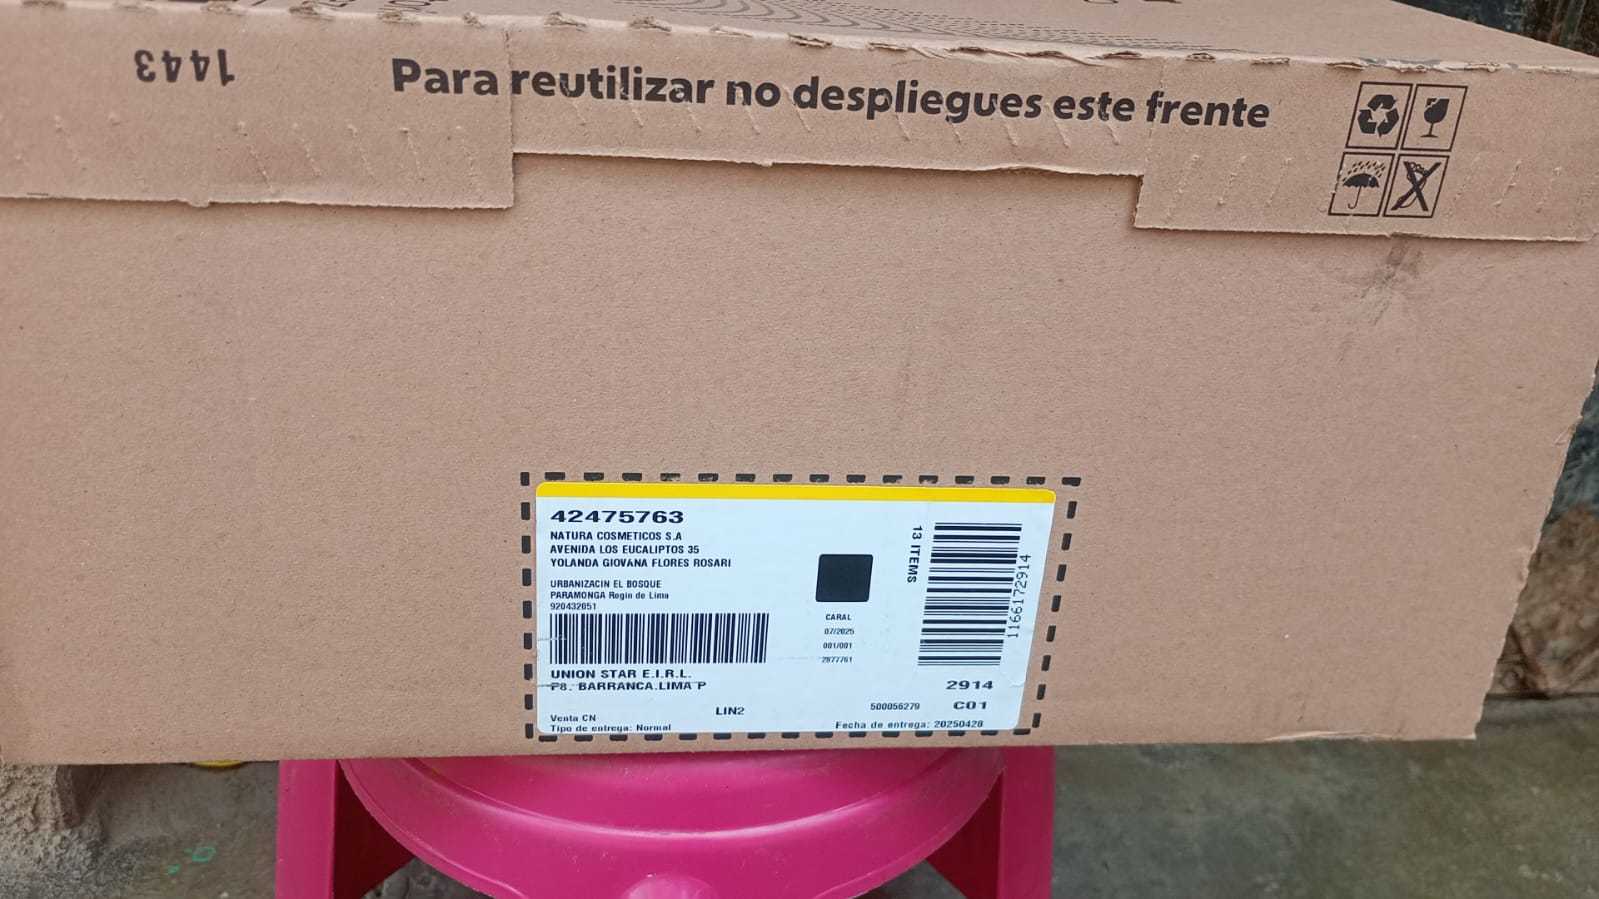 1443
Para reutilizar no despliegues este frente
42475763
NATURA COSMETICOS S.A
AVENIDA LOS EUCALIPTOS 35
YOLANDA GIOVANA FLORES ROSARI
URBANIZACIN EL BOSQUE
PARAMONGA Regin de Lima
920432051
UNION STAR E.I.R.L.
P8. BARRANCA.LIMA P
LIN2
Venta CN
Tipo de entrega: Normal
CARAL
07/2025
001/001
2877761
13 ITEMS
1166172914
2914
500056279
C01
Fecha de entrega: 20250428